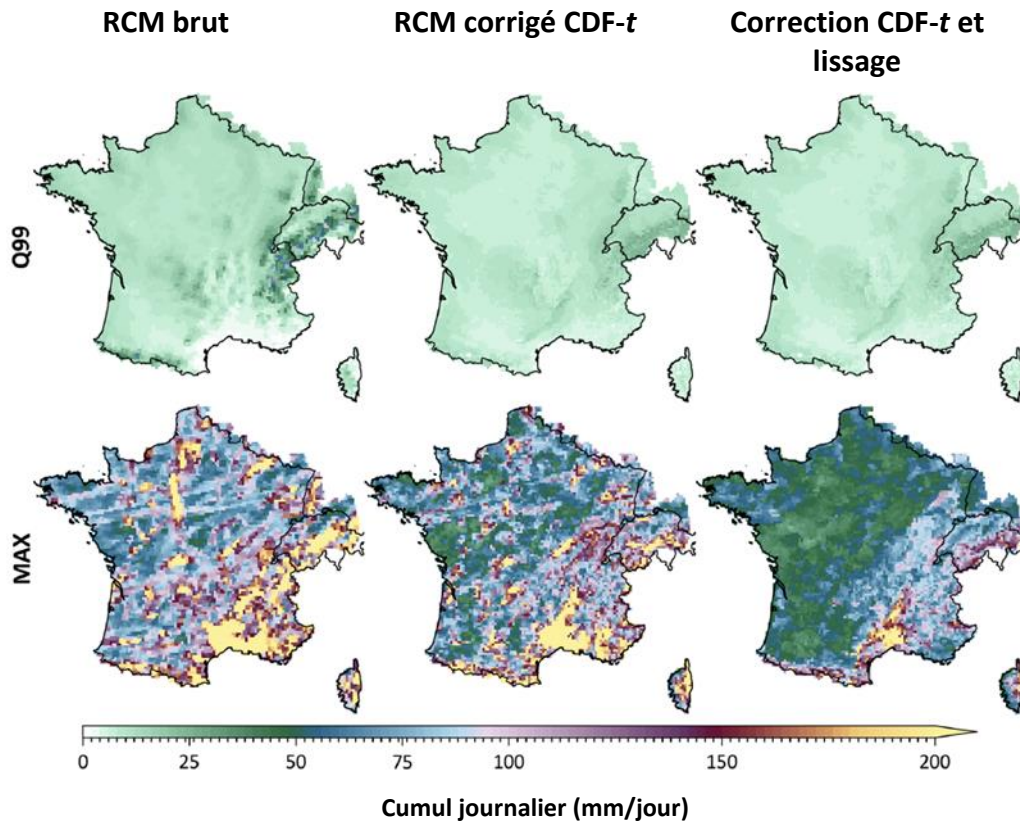 RCM brut
RCM corrigé CDF-t
Correction CDF-t et
lissage
Q99
MAX
0
25
50
75
100
150
200
Cumul journalier (mm/jour)